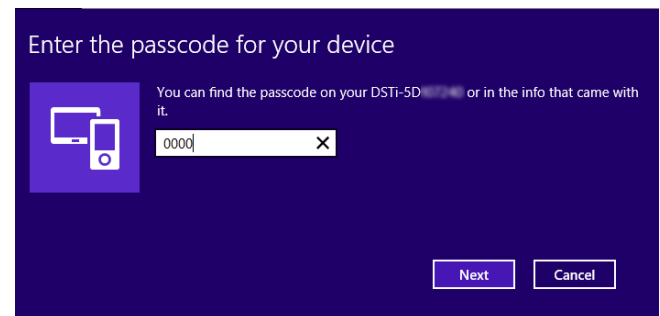 Enter the passcode for your device
You can find the passcode on your DSTi-5D or in the info that came with
it.
0000
Next
Cancel